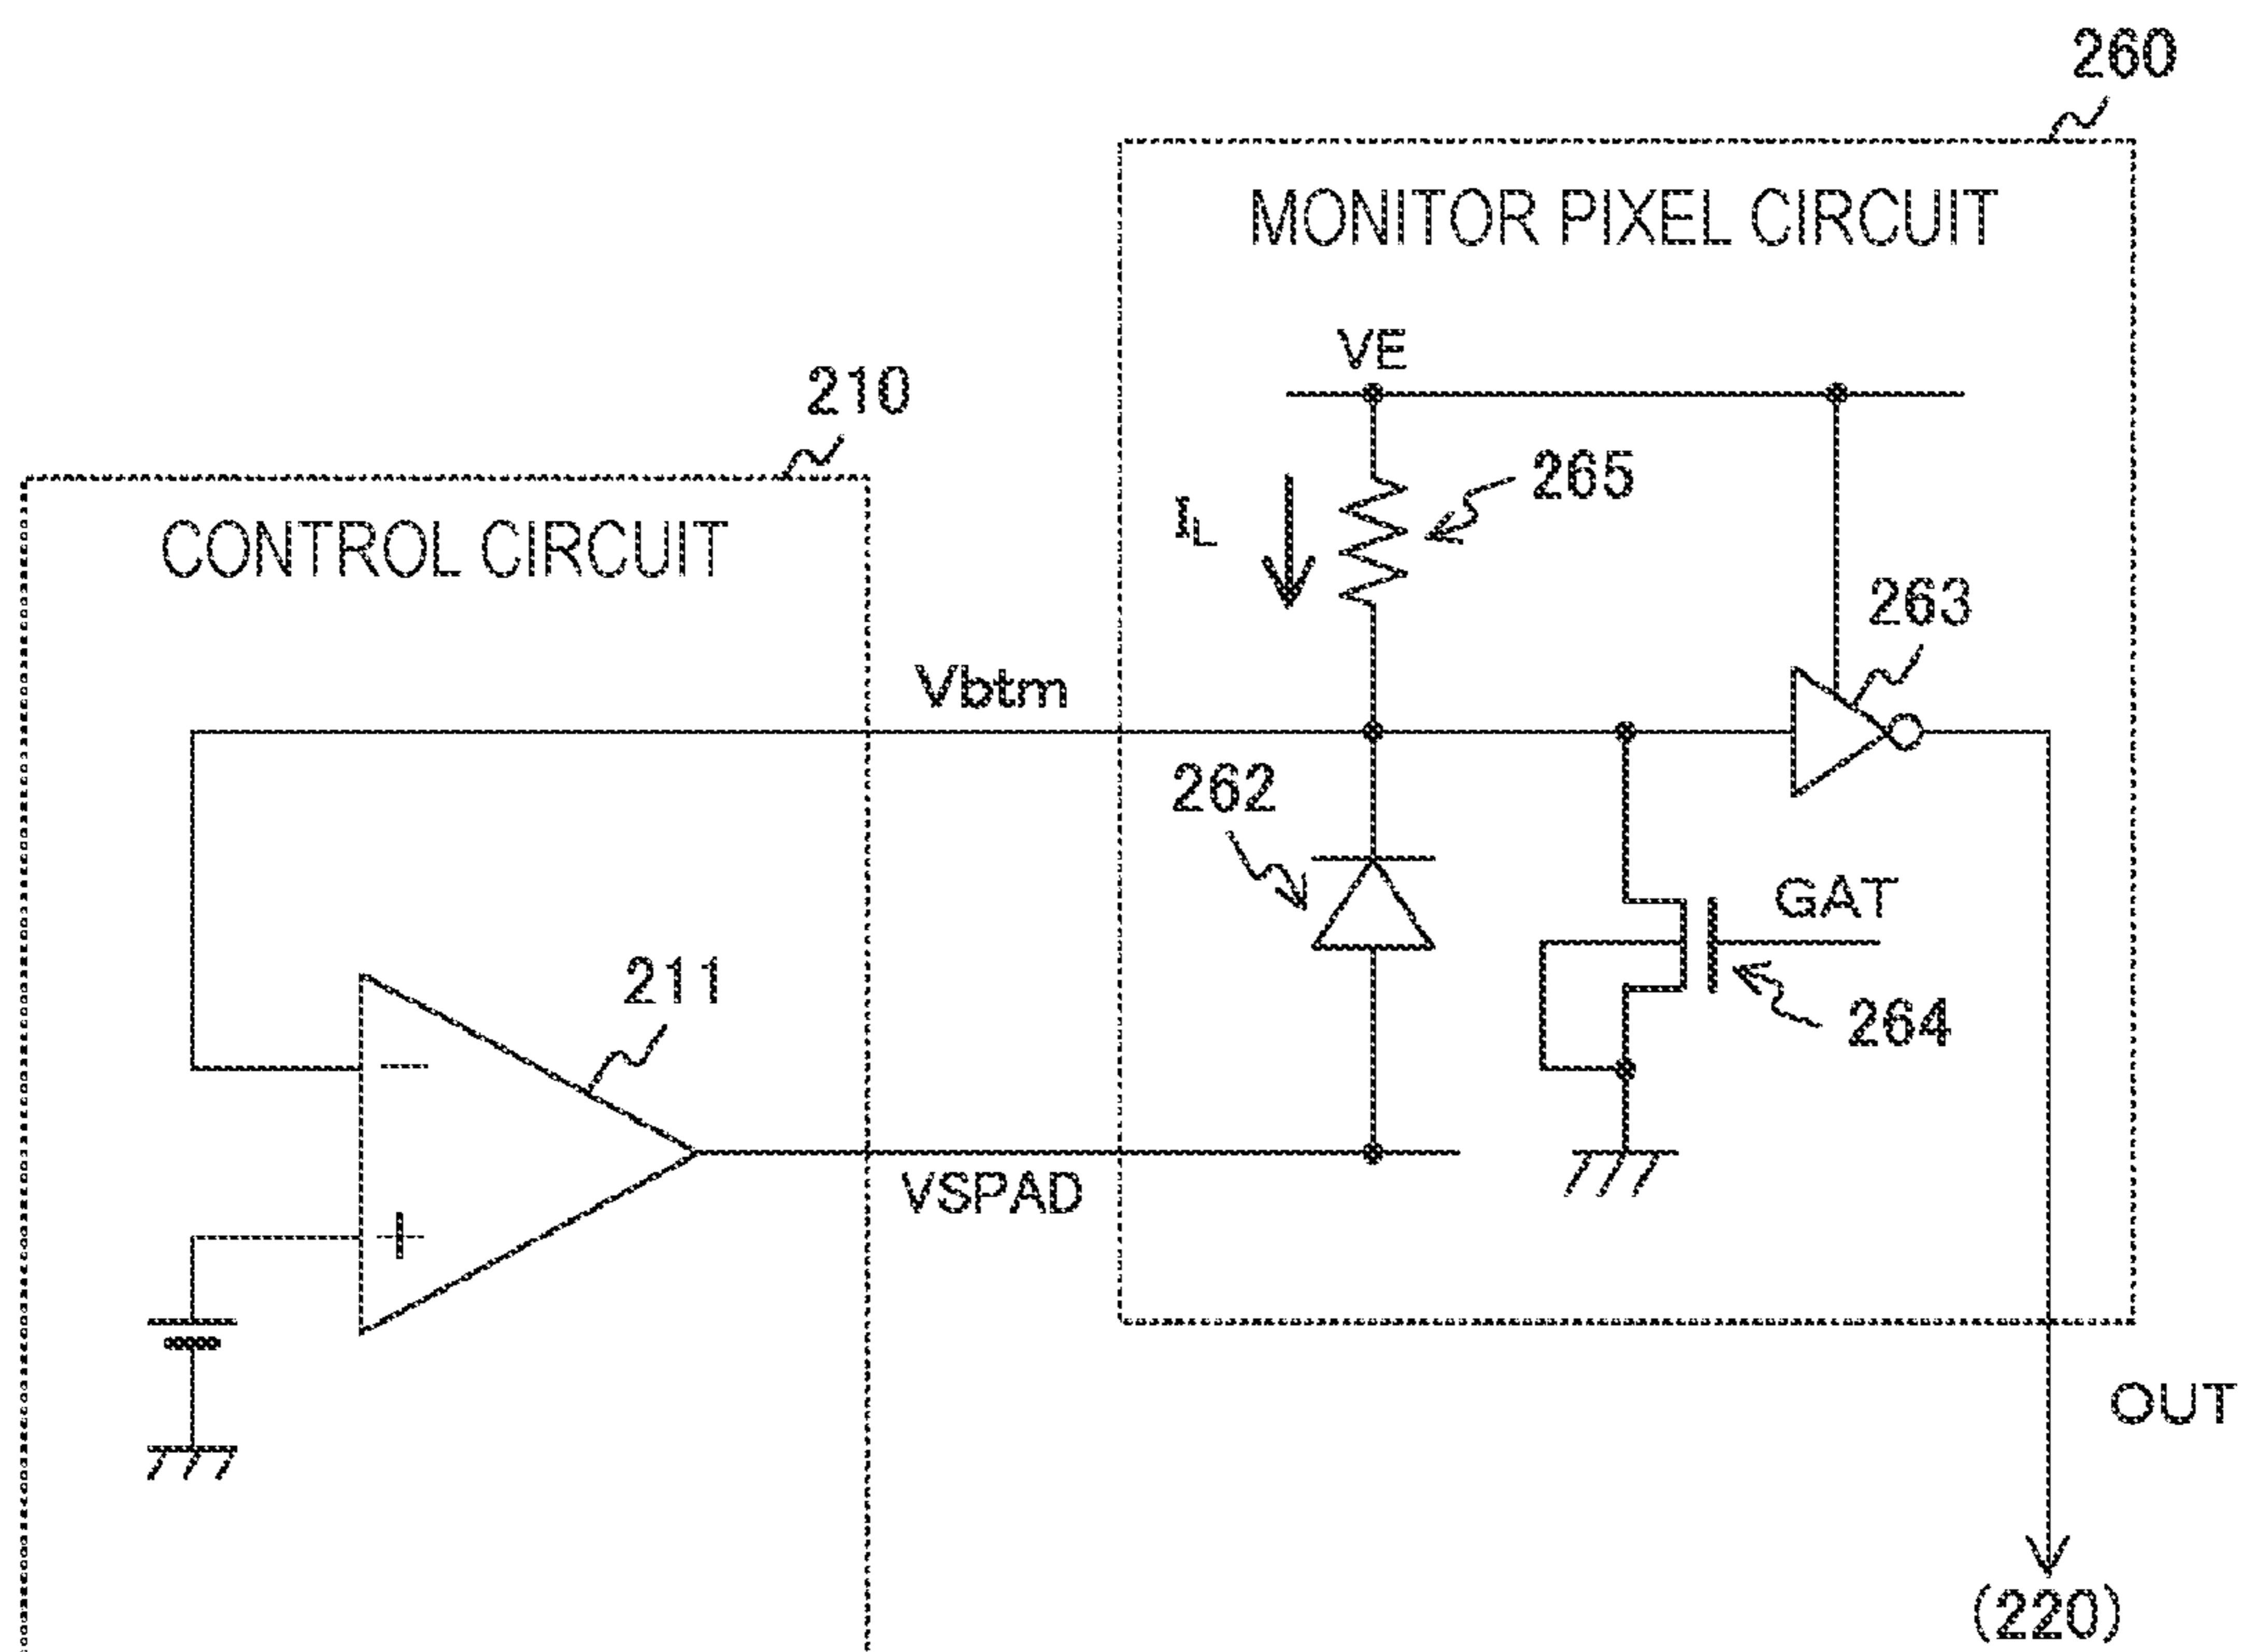 260
MONITOR PIXEL CIRCUIT
VE
210
265
IL
CONTROL CIRCUIT
263
Vbtm
262
GAT
211
264
−
VSPAD
+
OUT
(220)